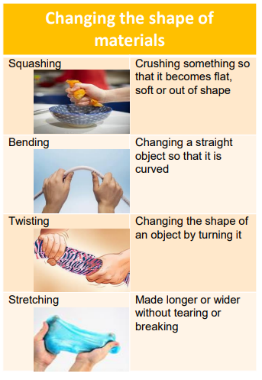 Changing the shape of
materials
Squashing
Crushing something so
that it becomes flat,
soft or out of shape
Bending
Changing a straight
object so that it is
curved
Twisting
Changing the shape of
an object by turning it
Stretching
Made longer or wider
without tearing or
breaking